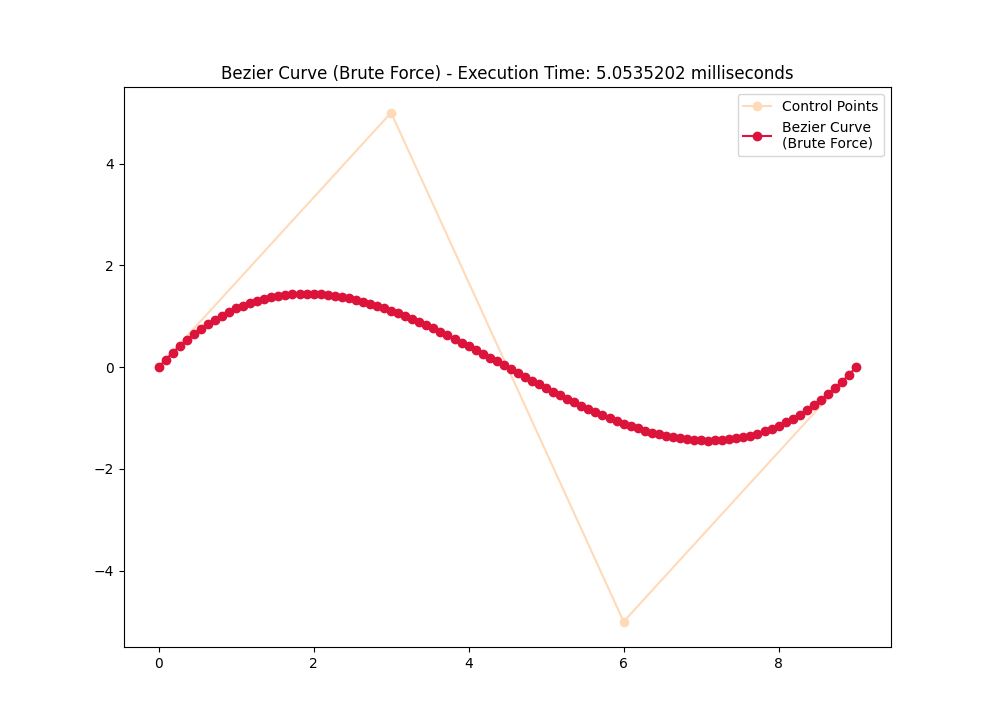 Bezier Curve (Brute Force) - Execution Time: 5.0535202 milliseconds
Control Points
Bezier Curve
(Brute Force)
4
2
0
−2
−4
0 2 4 6 8